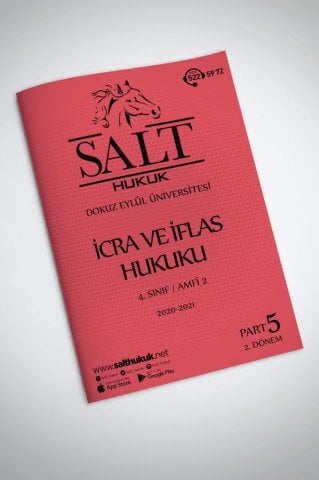 522 59 72
SALT
HUKUK
DOKUZ EYLÜL ÜNİVERSİTESİ
İCRA VE İFLAS
HUKUKU
4. SINIF / AMFİ 2
2020-2021
PART 5
2. DÖNEM
www.salthukuk.net
App Store
Google Play